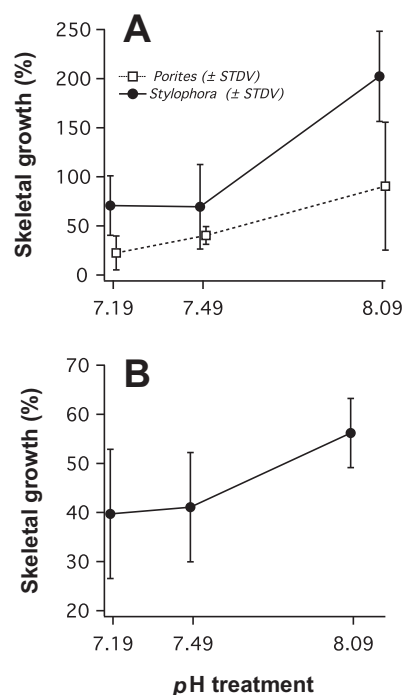 A
Skeletal growth (%)
250
200
150
100
50
0
Porites (± STDV)
Stylophora (± STDV)
7.19
7.49
8.09
B
Skeletal growth (%)
70
60
50
40
30
20
7.19
7.49
8.09
pH treatment